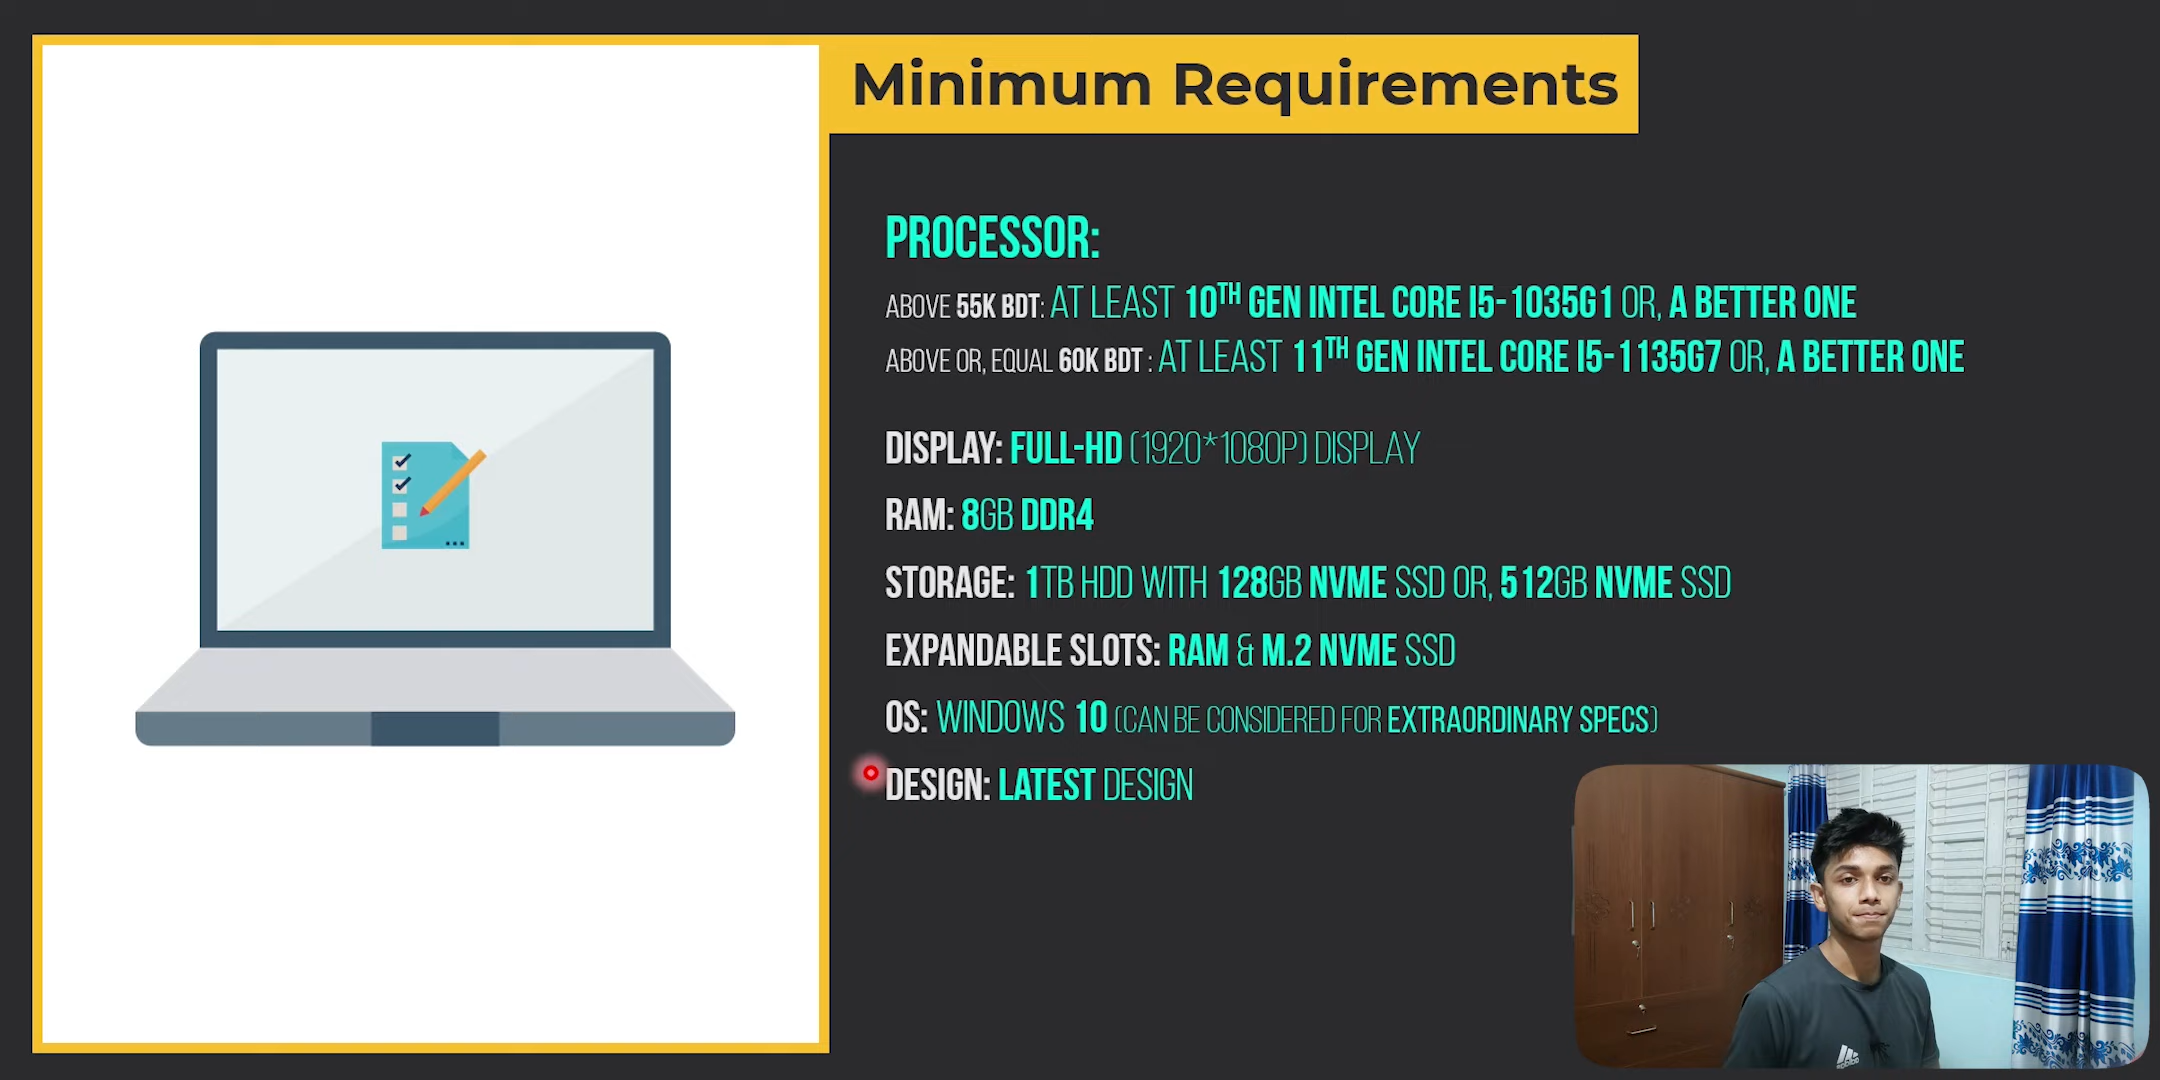 Minimum Requirements
PROCESSOR:
ABOVE 55K BDT: AT LEAST 10TH GEN INTEL CORE I5-1035G1 OR, A BETTER ONE
ABOVE OR, EQUAL 60K BDT : AT LEAST 11TH GEN INTEL CORE I5-1135G7 OR, A BETTER ONE
DISPLAY: FULL-HD (1920*1080P) DISPLAY
RAM: 8GB DDR4
STORAGE: 1TB HDD WITH 128GB NVME SSD OR, 512GB NVME SSD
EXPANDABLE SLOTS: RAM & M.2 NVME SSD
OS: WINDOWS 10 (CAN BE CONSIDERED FOR EXTRAORDINARY SPECS)
DESIGN: LATEST DESIGN